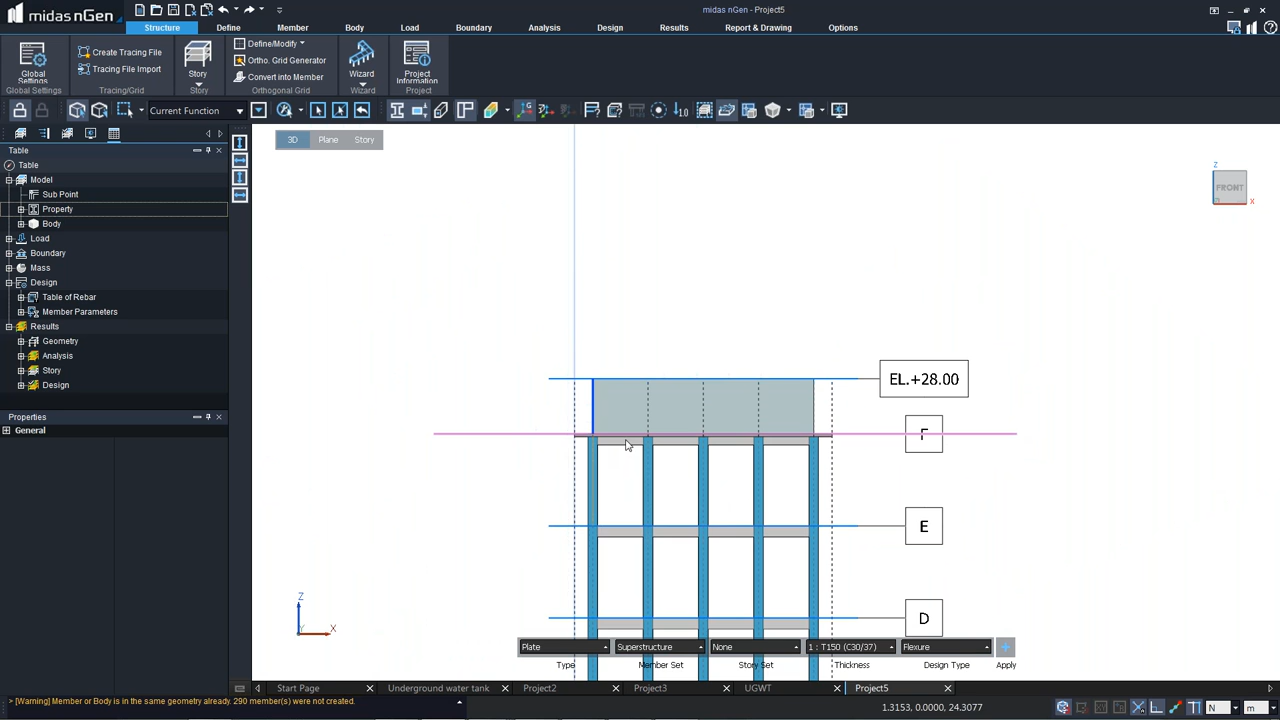 midas nGen
midas nGen - Project5
Structure
Define
Member
Body
Load
Boundary
Analysis
Design
Results
Report & Drawing
Options
Global
Settings
Global Settings
Create Tracing File
Tracing File Import
Tracing/Grid
Story
Story
Define/Modify
Ortho. Grid Generator
Convert into Member
Orthogonal Grid
Wizard
Wizard
Project
Information
Project
Current Function
Table
Table
Model
Sub Point
Property
Body
Load
Boundary
Mass
Design
Table of Rebar
Member Parameters
Results
Geometry
Analysis
Story
Design
Properties
General
3D
Plane
Story
Z
FRONT
X
EL.+28.00
F
E
D
Z
Y
X
Plate
Superstructure
None
1 : T150 (C30/37)
Flexure
Type
Member Set
Story Set
Thickness
Design Type
Apply
Start Page
Underground water tank
Project2
Project3
UGWT
Project5
> [Warning] Member or Body is in the same geometry already. 290 member(s) were not created.
1.3153, 0.0000, 24.3077
N
m